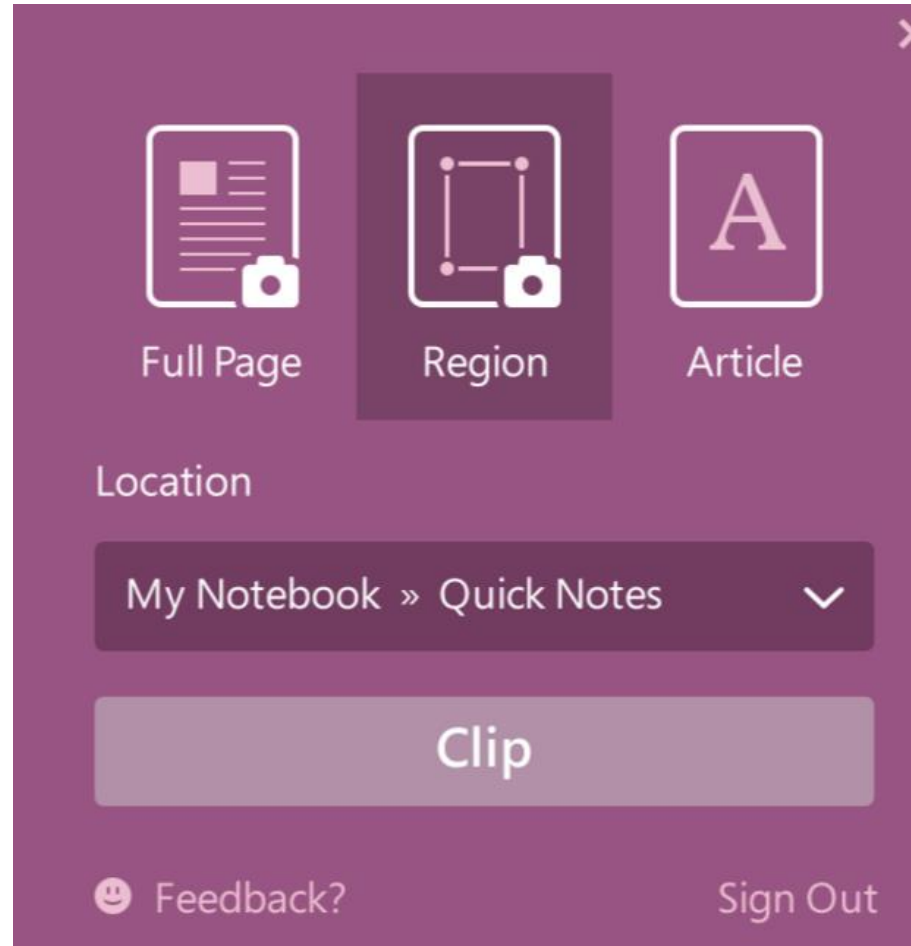 Full Page Region Article
Location
My Notebook » Quick Notes
Clip
Feedback? Sign Out